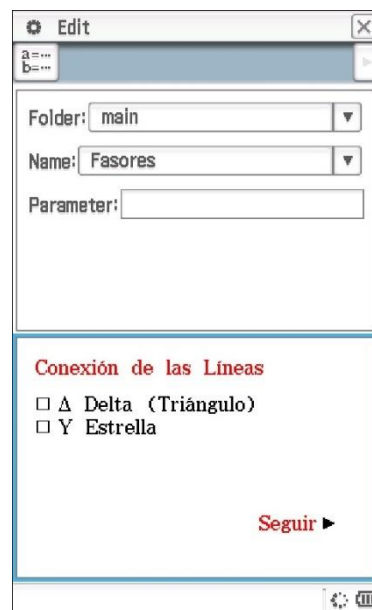 Edit
a=…
b=…
Folder: main
Name: Fasores
Parameter:
Conexión de las Líneas
Δ Delta (Triángulo)
Y Estrella
Seguir